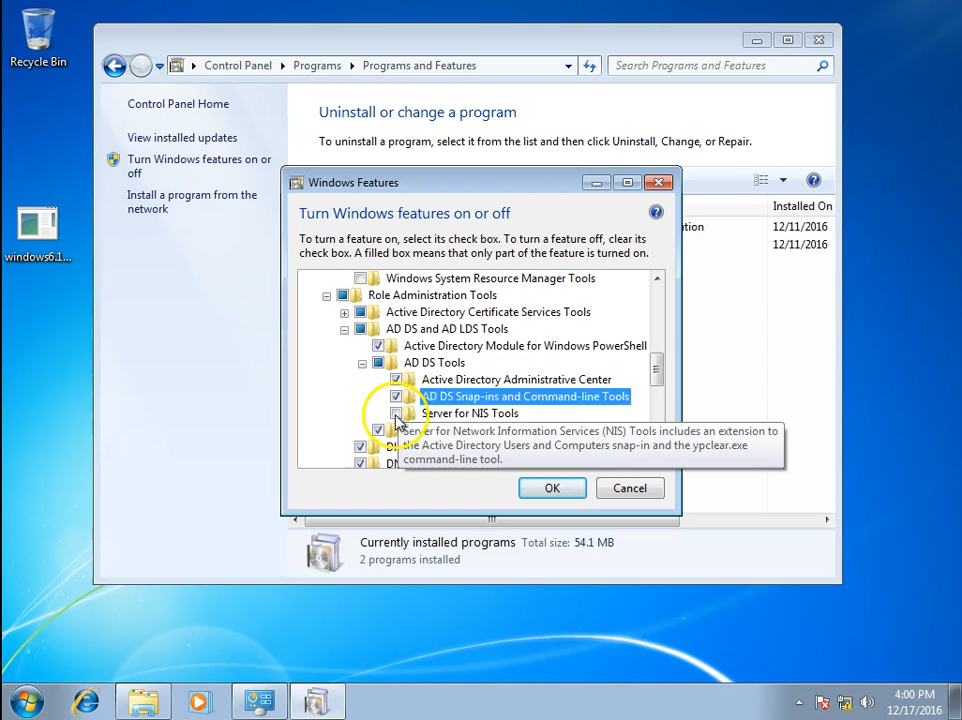 Recycle Bin
windows6.1...
Control Panel
Programs
Programs and Features
Search Programs and Features
Control Panel Home
View installed updates
Turn Windows features on or
off
Install a program from the
network
Uninstall or change a program
To uninstall a program, select it from the list and then click Uninstall, Change, or Repair.
Installed On
12/11/2016
12/11/2016
Windows Features
Turn Windows features on or off
To turn a feature on, select its check box. To turn a feature off, clear its
check box. A filled box means that only part of the feature is turned on.
Windows System Resource Manager Tools
Role Administration Tools
Active Directory Certificate Services Tools
AD DS and AD LDS Tools
Active Directory Module for Windows PowerShell
AD DS Tools
Active Directory Administrative Center
AD DS Snap-ins and Command-line Tools
Server for NIS Tools
Server for Network Information Services (NIS) Tools includes an extension to
the Active Directory Users and Computers snap-in and the ypclear.exe
command-line tool.
OK
Cancel
Currently installed programs Total size: 54.1 MB
2 programs installed
4:00 PM
12/17/2016